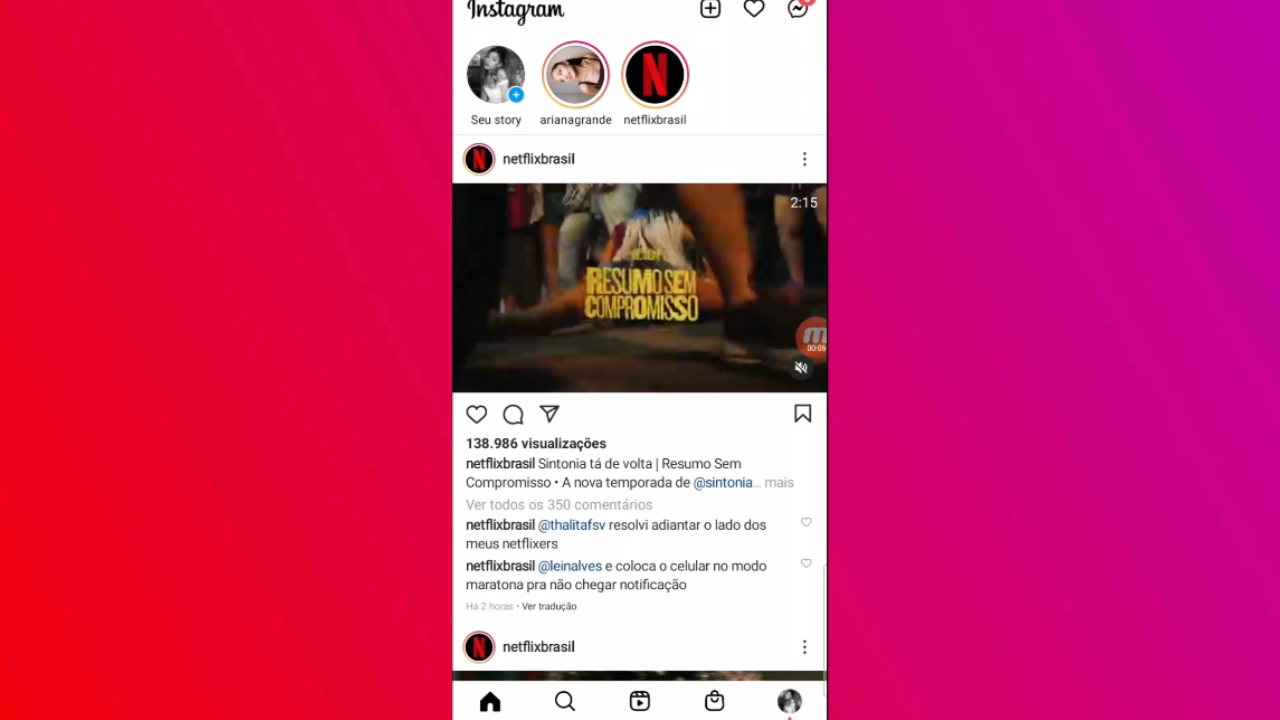 Instagram
Seu story
arianagrande
netflixbrasil
netflixbrasil
2:15
RESUMO SEM
COMPROMISSO
00:06
138.986 visualizações
netflixbrasil Sintonia tá de volta | Resumo Sem
Compromisso • A nova temporada de @sintonia... mais
Ver todos os 350 comentários
netflixbrasil @thalitafsv resolvi adiantar o lado dos
meus netflixers
netflixbrasil @leinalves e coloca o celular no modo
maratona pra não chegar notificação
Há 2 horas • Ver tradução
netflixbrasil